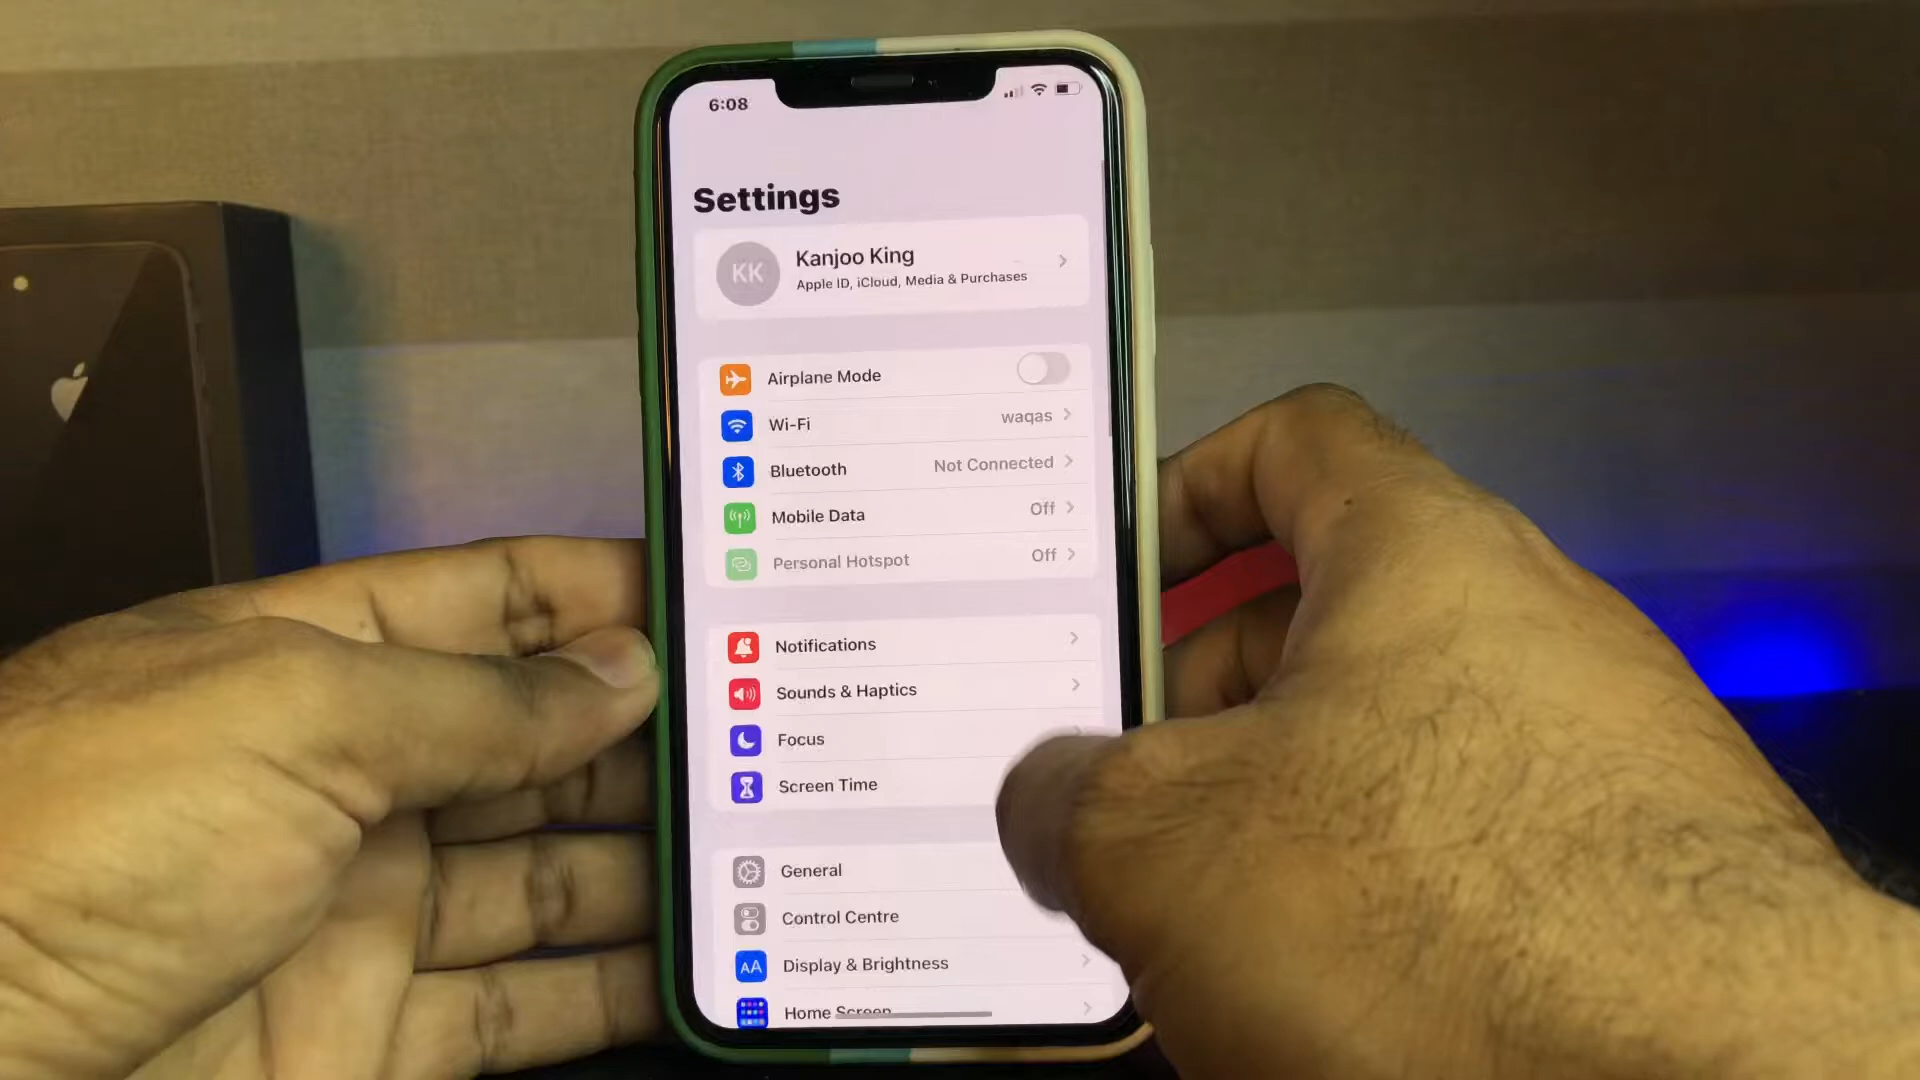 6:08
Settings
KK
Kanjoo King
Apple ID, iCloud, Media & Purchases
Airplane Mode
Wi-Fi waqas
Bluetooth Not Connected
Mobile Data Off
Personal Hotspot Off
Notifications
Sounds & Haptics
Focus
Screen Time
General
Control Centre
AA Display & Brightness
Home Screen